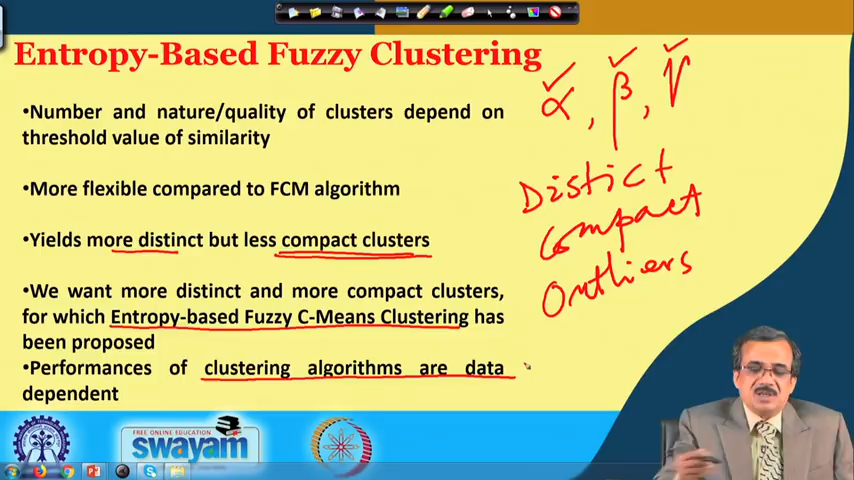 Entropy-Based Fuzzy Clustering
•Number and nature/quality of clusters depend on
threshold value of similarity
•More flexible compared to FCM algorithm
•Yields more distinct but less compact clusters
•We want more distinct and more compact clusters,
for which Entropy-based Fuzzy C-Means Clustering has
been proposed
•Performances of clustering algorithms are data
dependent
α, β, γ
Distict
Compact
Outliers
FREE ONLINE EDUCATION
swayam